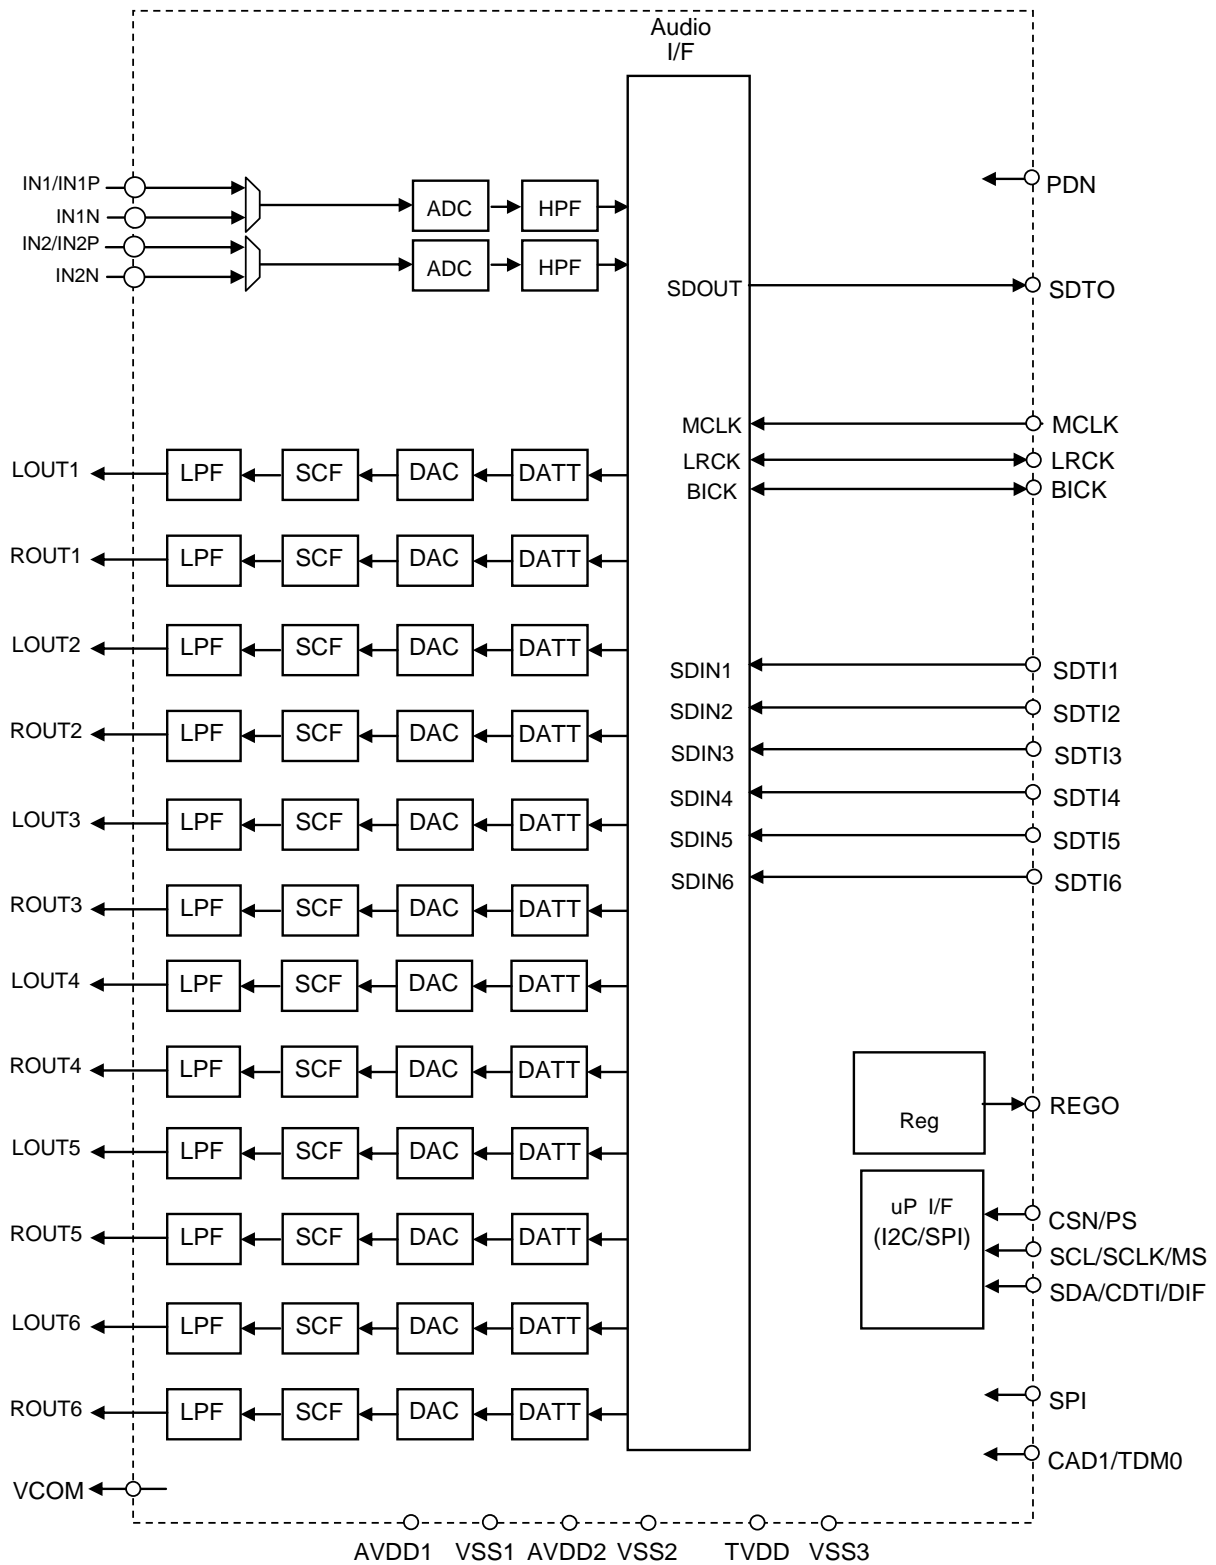 Audio
I/F
IN1/IN1P
IN1N
IN2/IN2P
IN2N
ADC HPF
ADC HPF
PDN
SDOUT SDTO
MCLK MCLK
LRCK LRCK
BICK BICK
LOUT1 LPF SCF DAC DATT
ROUT1 LPF SCF DAC DATT
LOUT2 LPF SCF DAC DATT
SDIN1 SDTI1
SDIN2 SDTI2
ROUT2 LPF SCF DAC DATT
SDIN3 SDTI3
SDIN4 SDTI4
LOUT3 LPF SCF DAC DATT
SDIN5 SDTI5
SDIN6 SDTI6
ROUT3 LPF SCF DAC DATT
LOUT4 LPF SCF DAC DATT
ROUT4 LPF SCF DAC DATT
Reg REGO
LOUT5 LPF SCF DAC DATT
uP I/F
(I2C/SPI)
CSN/PS
SCL/SCLK/MS
SDA/CDTI/DIF
ROUT5 LPF SCF DAC DATT
LOUT6 LPF SCF DAC DATT
SPI
ROUT6 LPF SCF DAC DATT
CAD1/TDM0
VCOM
AVDD1 VSS1 AVDD2 VSS2 TVDD VSS3